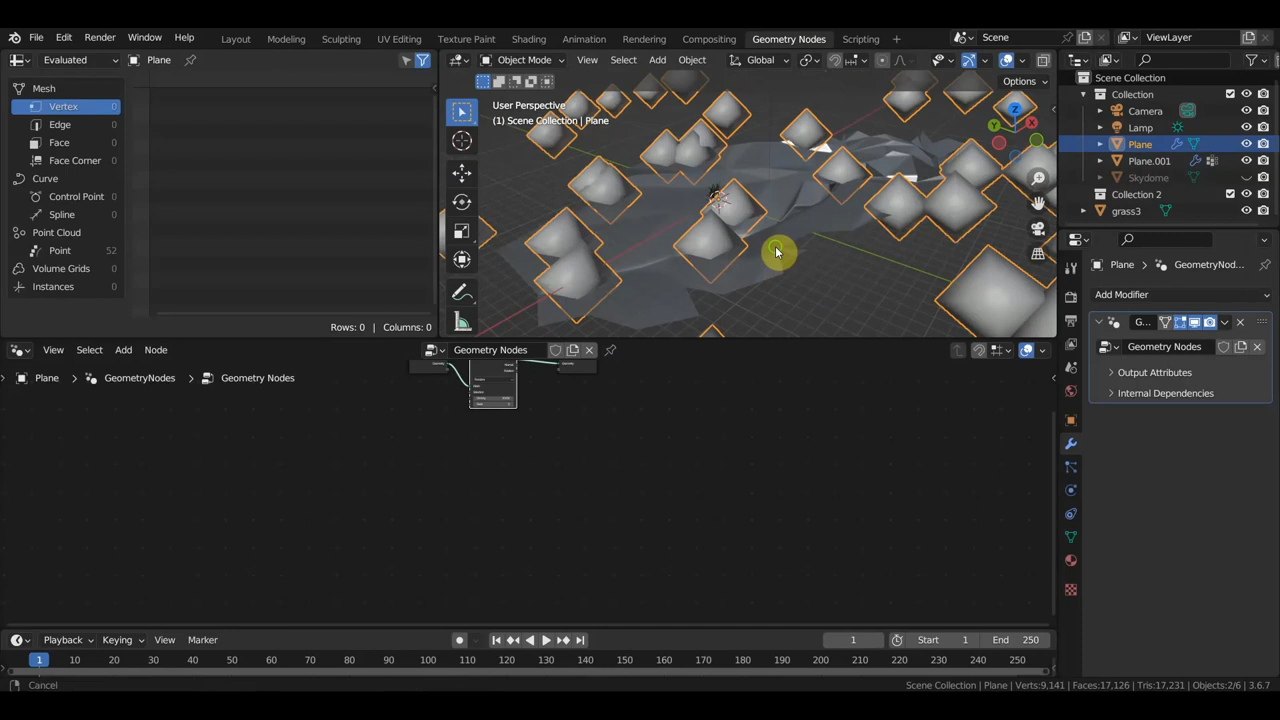 File Edit Render Window Help Layout Modeling Sculpting UV Editing Texture Paint Shading Animation Rendering Compositing Geometry Nodes Scripting + Scene ViewLayer
Evaluated Plane
Object Mode View Select Add Object Global
Options
Mesh
Vertex 0
Edge 0
Face 0
Face Corner 0
Curve
Control Point 0
Spline 0
Point Cloud
Point 52
Volume Grids
Instances 0
Rows: 0 | Columns: 0
User Perspective
(1) Scene Collection | Plane
Z
X
Y
Scene Collection
Collection
Camera
Lamp
Plane
Plane.001
Skydome
Collection 2
grass3
Plane GeometryNod...
Add Modifier
G...
Geometry Nodes
Output Attributes
Internal Dependencies
View Select Add Node Geometry Nodes
Plane GeometryNodes Geometry Nodes
Playback Keying View Marker 1 Start 1 End 250
1 10 20 30 40 50 60 70 80 90 100 110 120 130 140 150 160 170 180 190 200 210 220 230 240 250
Cancel Scene Collection | Plane | Verts:9,141 | Faces:17,126 | Tris:17,231 | Objects:2/6 | 3.6.7